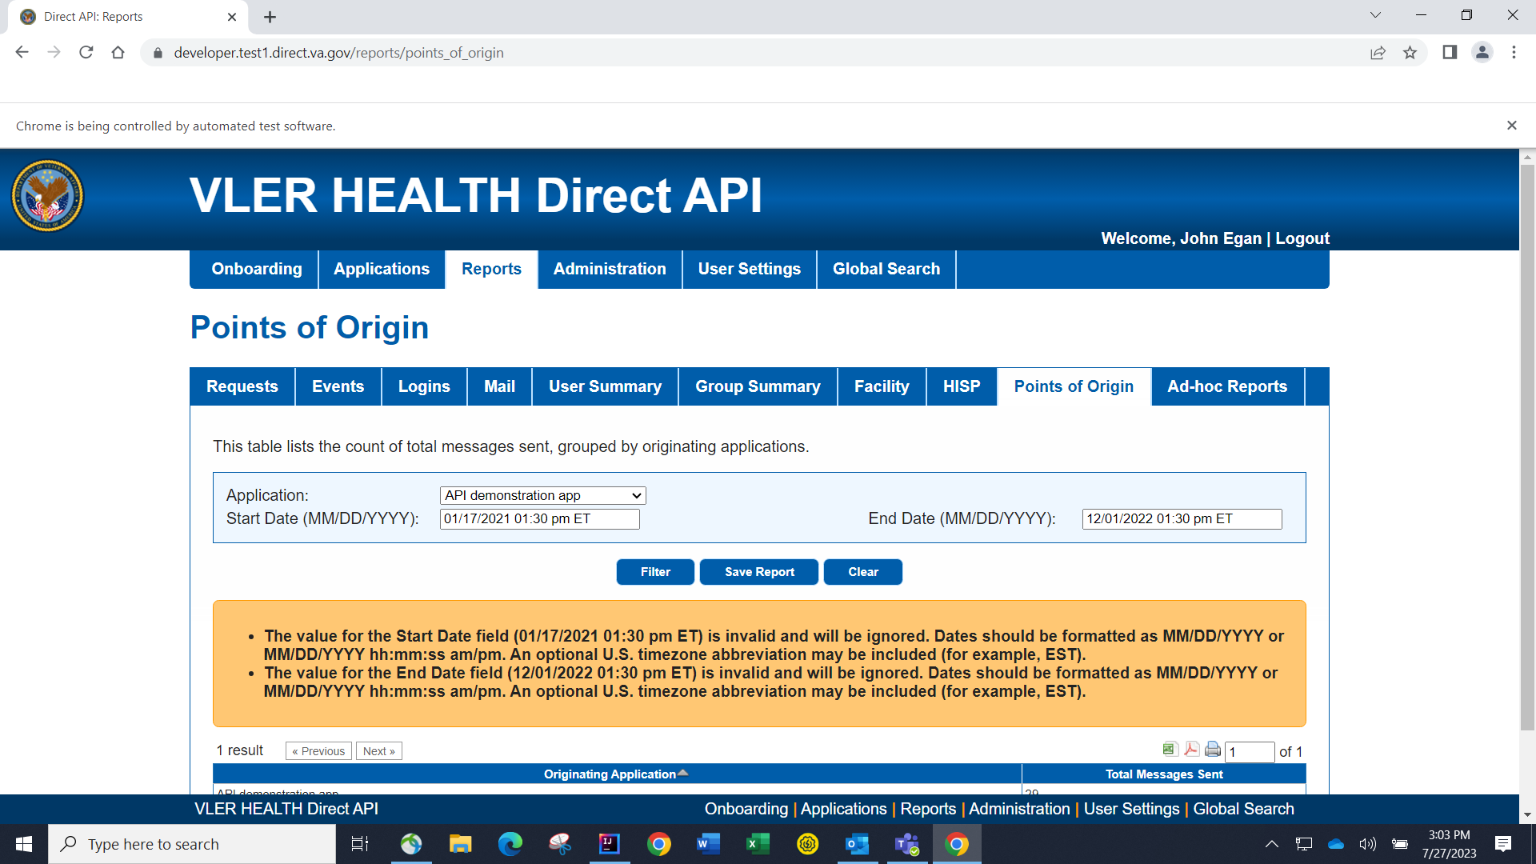 Direct API: Reports
developer.test1.direct.va.gov/reports/points_of_origin
Chrome is being controlled by automated test software.
VLER HEALTH Direct API
Welcome, John Egan | Logout
Onboarding Applications Reports Administration User Settings Global Search
Points of Origin
Requests Events Logins Mail User Summary Group Summary Facility HISP Points of Origin Ad-hoc Reports
This table lists the count of total messages sent, grouped by originating applications.
Application: API demonstration app
Start Date (MM/DD/YYYY): 01/17/2021 01:30 pm ET End Date (MM/DD/YYYY): 12/01/2022 01:30 pm ET
Filter Save Report Clear
• The value for the Start Date field (01/17/2021 01:30 pm ET) is invalid and will be ignored. Dates should be formatted as MM/DD/YYYY or
MM/DD/YYYY hh:mm:ss am/pm. An optional U.S. timezone abbreviation may be included (for example, EST).
• The value for the End Date field (12/01/2022 01:30 pm ET) is invalid and will be ignored. Dates should be formatted as MM/DD/YYYY or
MM/DD/YYYY hh:mm:ss am/pm. An optional U.S. timezone abbreviation may be included (for example, EST).
1 result « Previous Next » 1 of 1
Originating Application Total Messages Sent
API demonstration app 29
VLER HEALTH Direct API Onboarding | Applications | Reports | Administration | User Settings | Global Search
Type here to search
3:03 PM
7/27/2023